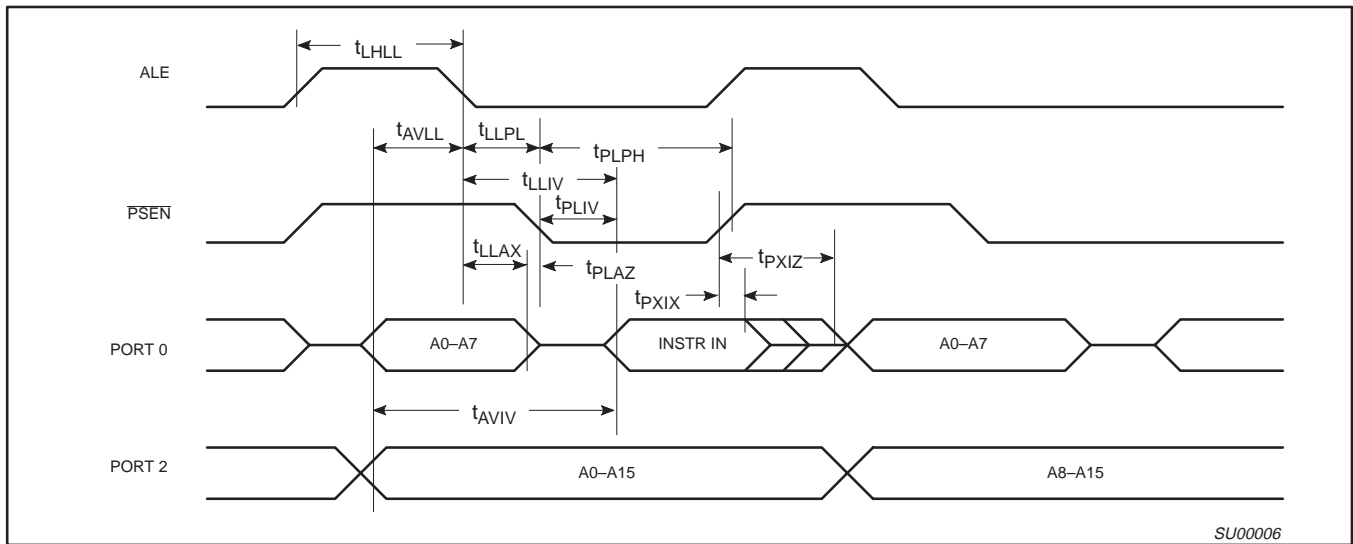 tLHLL
ALE
tAVLL
tLLPL
tPLPH
tLLIV
PSEN
tPLIV
tLLAX
tPLAZ
tPXIZ
tPXIX
PORT 0
A0–A7
INSTR IN
A0–A7
tAVIV
PORT 2
A0–A15
A8–A15
SU00006